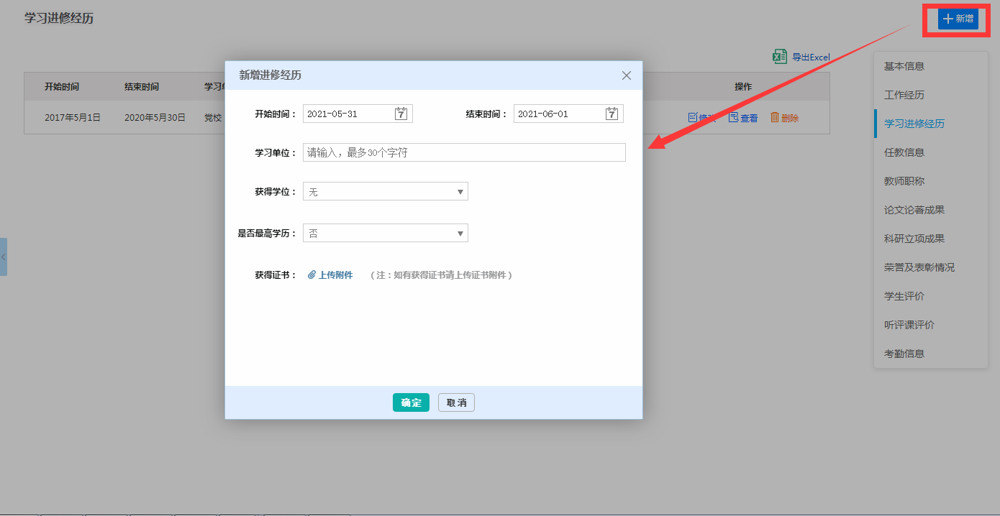 学习进修经历
新增
导出Excel
开始时间 结束时间 学习 操作
2017年5月1日 2020年5月30日 党校 修改 查看 删除
新增进修经历
开始时间： 2021-05-31 7 结束时间： 2021-06-01 7
学习单位： 请输入，最多30个字符
获得学位： 无
是否最高学历： 否
获得证书： 上传附件 （注：如有获得证书请上传证书附件）
确定 取消
基本信息
工作经历
学习进修经历
任教信息
教师职称
论文论著成果
科研立项成果
荣誉及表彰情况
学生评价
听评课评价
考勤信息